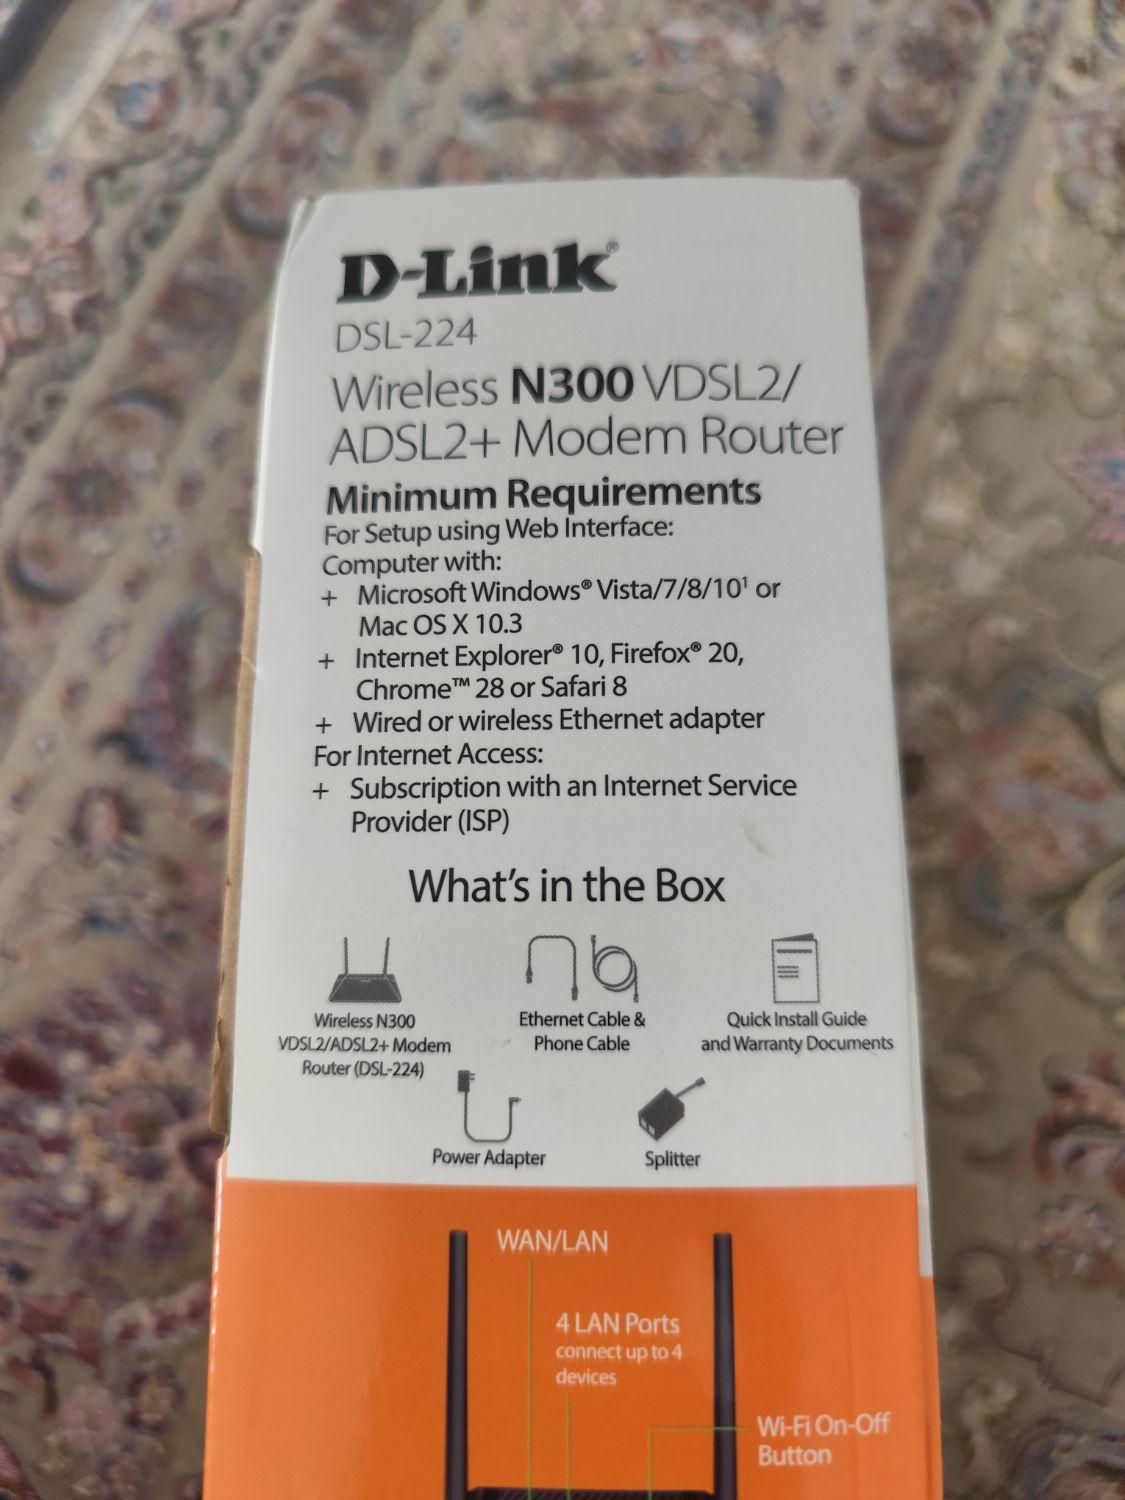 D-Link®
DSL-224
Wireless N300 VDSL2/
ADSL2+ Modem Router
Minimum Requirements
For Setup using Web Interface:
Computer with:
+ Microsoft Windows® Vista/7/8/10¹ or
Mac OS X 10.3
+ Internet Explorer® 10, Firefox® 20,
Chrome™ 28 or Safari 8
+ Wired or wireless Ethernet adapter
For Internet Access:
+ Subscription with an Internet Service
Provider (ISP)
What's in the Box
Wireless N300
VDSL2/ADSL2+ Modem
Router (DSL-224)
Ethernet Cable &
Phone Cable
Quick Install Guide
and Warranty Documents
Power Adapter
Splitter
WAN/LAN
4 LAN Ports
connect up to 4
devices
Wi-Fi On-Off
Button